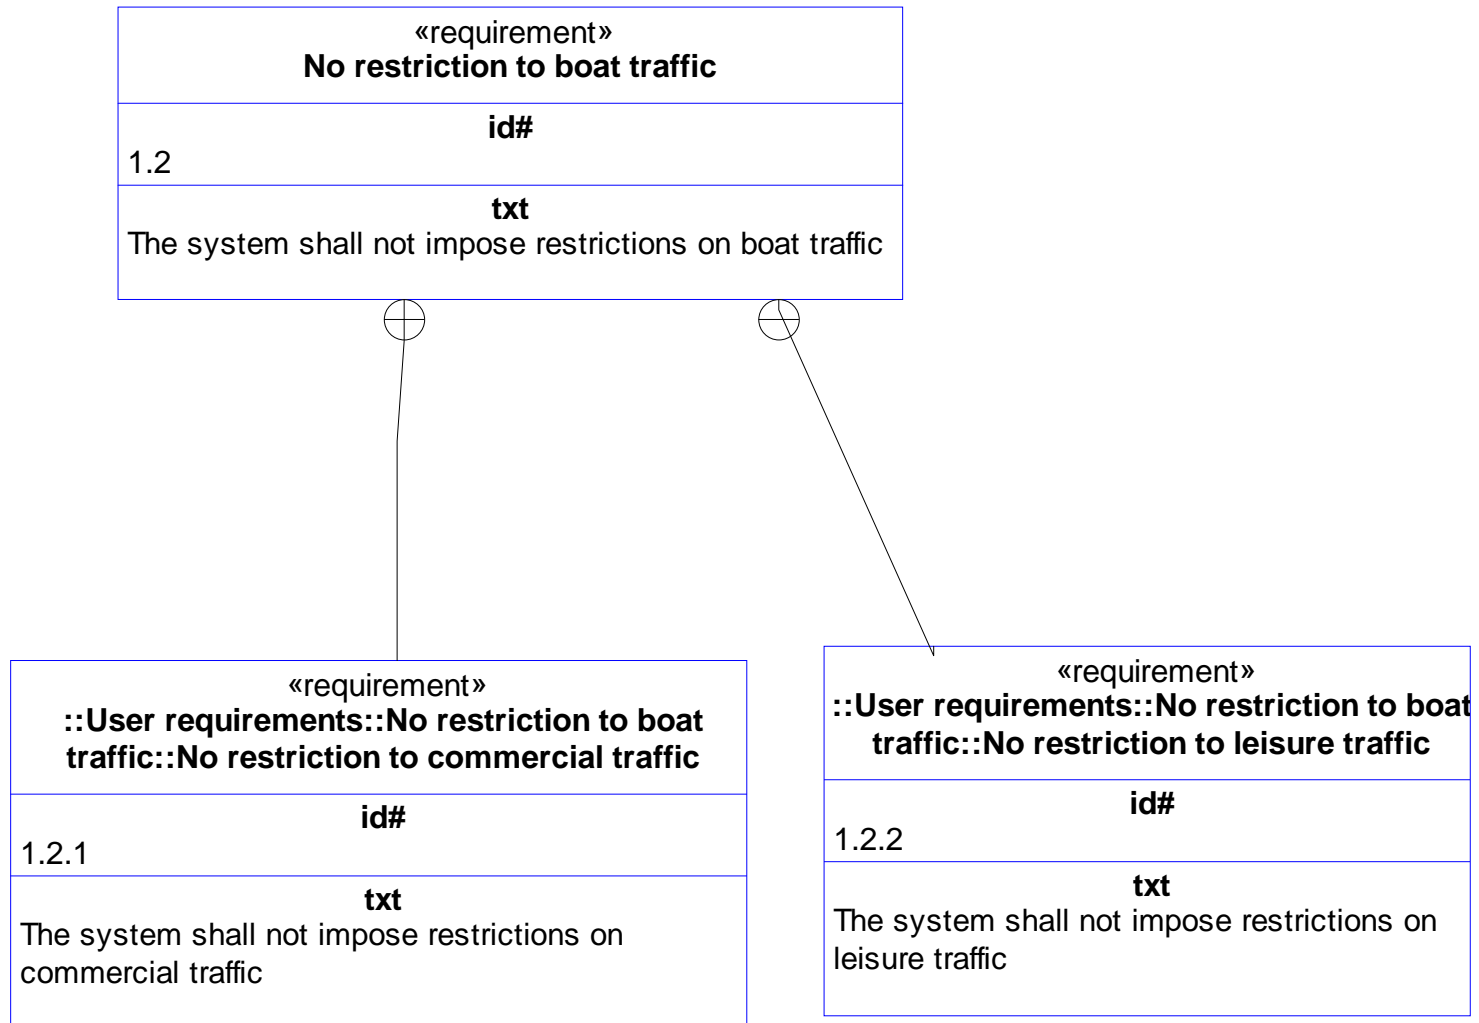 «requirement»
No restriction to boat traffic
id#
1.2
txt
The system shall not impose restrictions on boat traffic
«requirement»
::User requirements::No restriction to boat
traffic::No restriction to commercial traffic
id#
1.2.1
txt
The system shall not impose restrictions on
commercial traffic
«requirement»
::User requirements::No restriction to boat
traffic::No restriction to leisure traffic
id#
1.2.2
txt
The system shall not impose restrictions on
leisure traffic